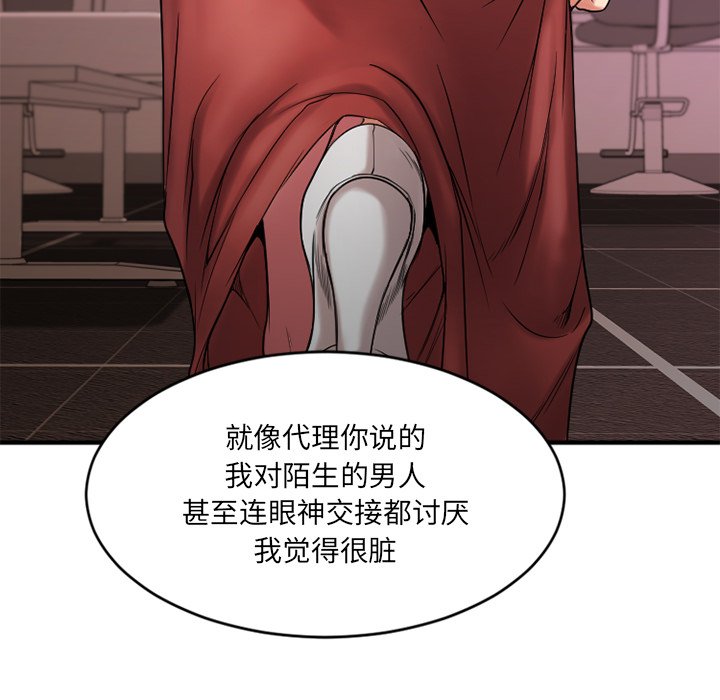 就像代理你说的
我对陌生的男人
甚至连眼神交接都讨厌
我觉得很脏